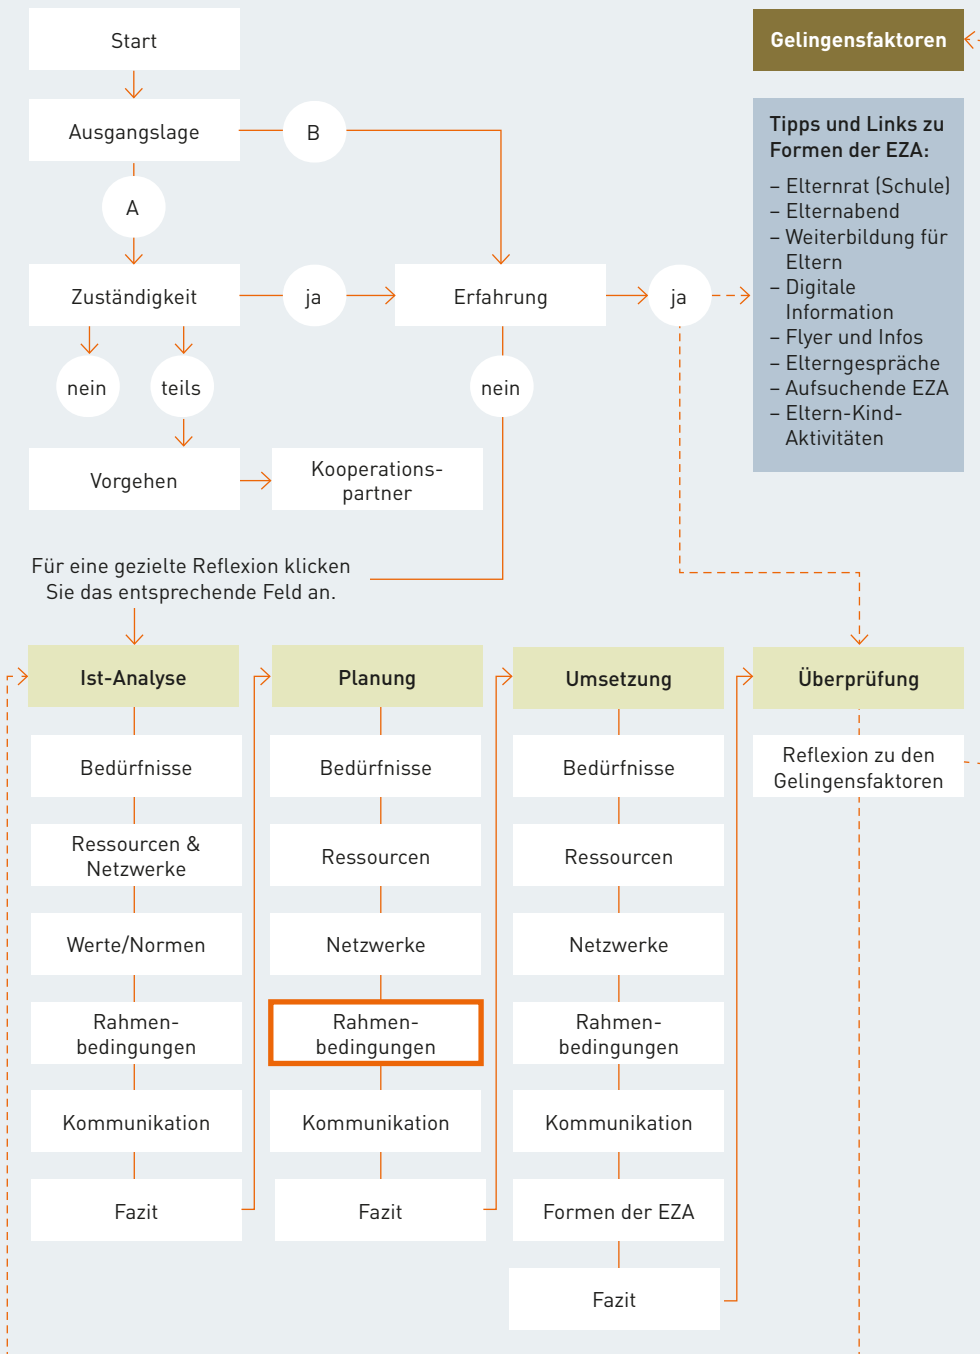 Start
Gelingensfaktoren
Ausgangslage
B
A
Tipps und Links zu
Formen der EZA:
– Elternrat (Schule)
– Elternabend
– Weiterbildung für
Eltern
– Digitale
Information
– Flyer und Infos
– Elterngespräche
– Aufsuchende EZA
– Eltern-Kind-
Aktivitäten
Zuständigkeit
ja
Erfahrung
ja
nein
teils
nein
Vorgehen
Kooperations-
partner
Für eine gezielte Reflexion klicken
Sie das entsprechende Feld an.
Ist-Analyse
Bedürfnisse
Ressourcen &
Netzwerke
Werte/Normen
Rahmen-
bedingungen
Kommunikation
Fazit
Planung
Bedürfnisse
Ressourcen
Netzwerke
Rahmen-
bedingungen
Kommunikation
Fazit
Umsetzung
Bedürfnisse
Ressourcen
Netzwerke
Rahmen-
bedingungen
Kommunikation
Formen der EZA
Fazit
Überprüfung
Reflexion zu den
Gelingensfaktoren